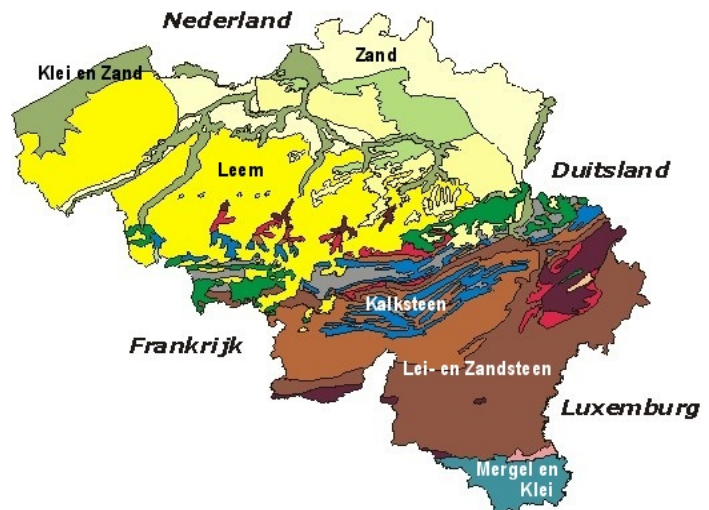 Nederland
Zand
Klei en Zand
Leem
Duitsland
Kalksteen
Frankrijk
Lei- en Zandsteen
Luxemburg
Mergel en
Klei